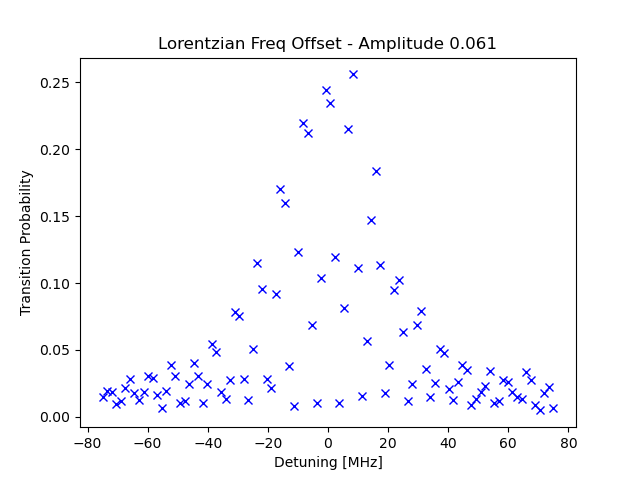 Lorentzian Freq Offset - Amplitude 0.061
0.25
0.20
0.15
0.10
0.05
0.00
Transition Probability
−80 −60 −40 −20 0 20 40 60 80
Detuning [MHz]